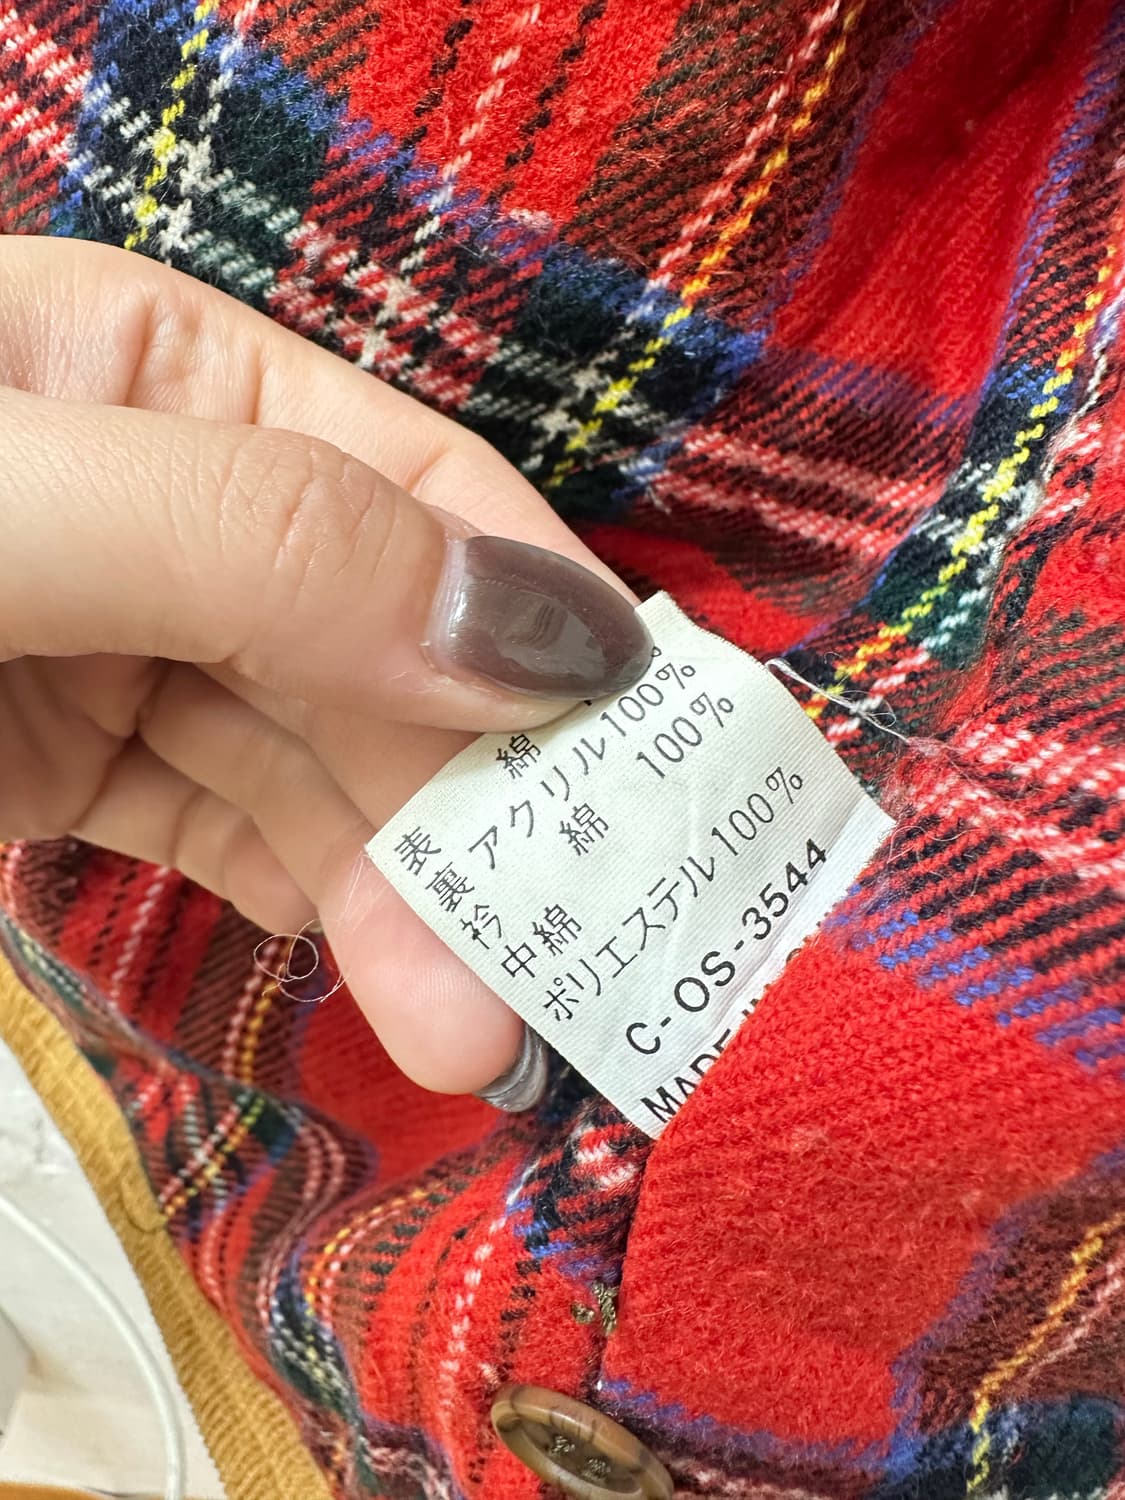 表 綿
裏 アクリル100%
衿 綿 100%
中綿
ポリエステル100%
C-OS-3544
MADE